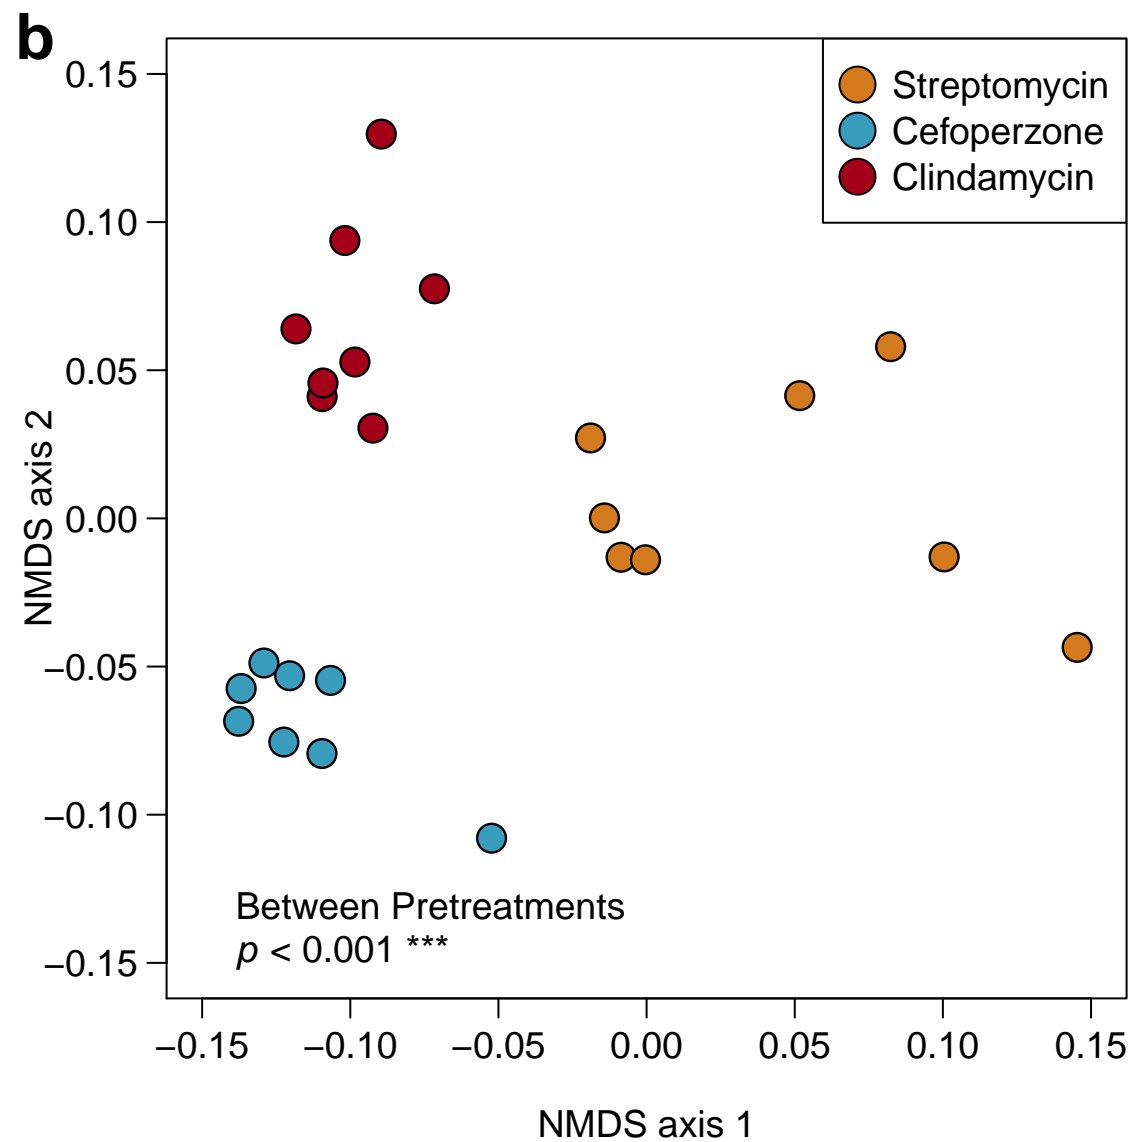 b
Streptomycin
Cefoperzone
Clindamycin
0.15
0.10
0.05
0.00
−0.05
−0.10
−0.15
NMDS axis 2
Between Pretreatments
p < 0.001 ***
−0.15 −0.10 −0.05 0.00 0.05 0.10 0.15
NMDS axis 1